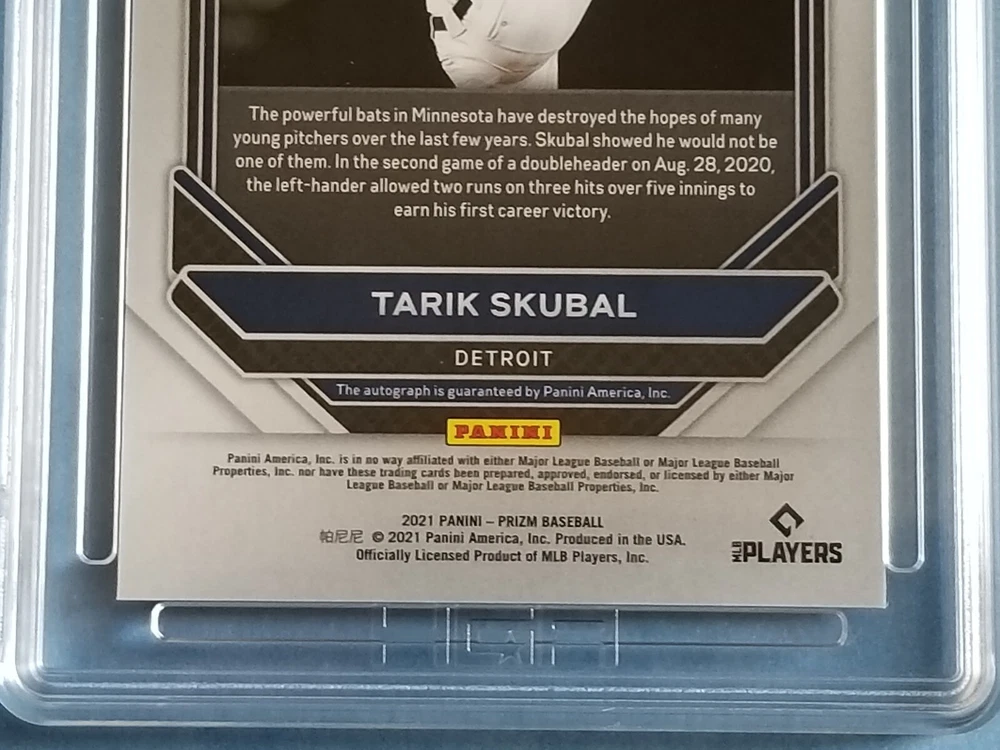 The powerful bats in Minnesota have destroyed the hopes of many
young pitchers over the last few years. Skubal showed he would not be
one of them. In the second game of a doubleheader on Aug. 28, 2020,
the left-hander allowed two runs on three hits over five innings to
earn his first career victory.
TARIK SKUBAL
DETROIT
The autograph is guaranteed by Panini America, Inc.
PANINI
Panini America, Inc. is in no way affiliated with either Major League Baseball or Major League Baseball
Properties, Inc. nor have these trading cards been prepared, approved, endorsed, or licensed by either Major
League Baseball or Major League Baseball Properties, Inc.
2021 PANINI – PRIZM BASEBALL
帕尼尼 © 2021 Panini America, Inc. Produced in the USA.
Officially Licensed Product of MLB Players, Inc.
MLB PLAYERS